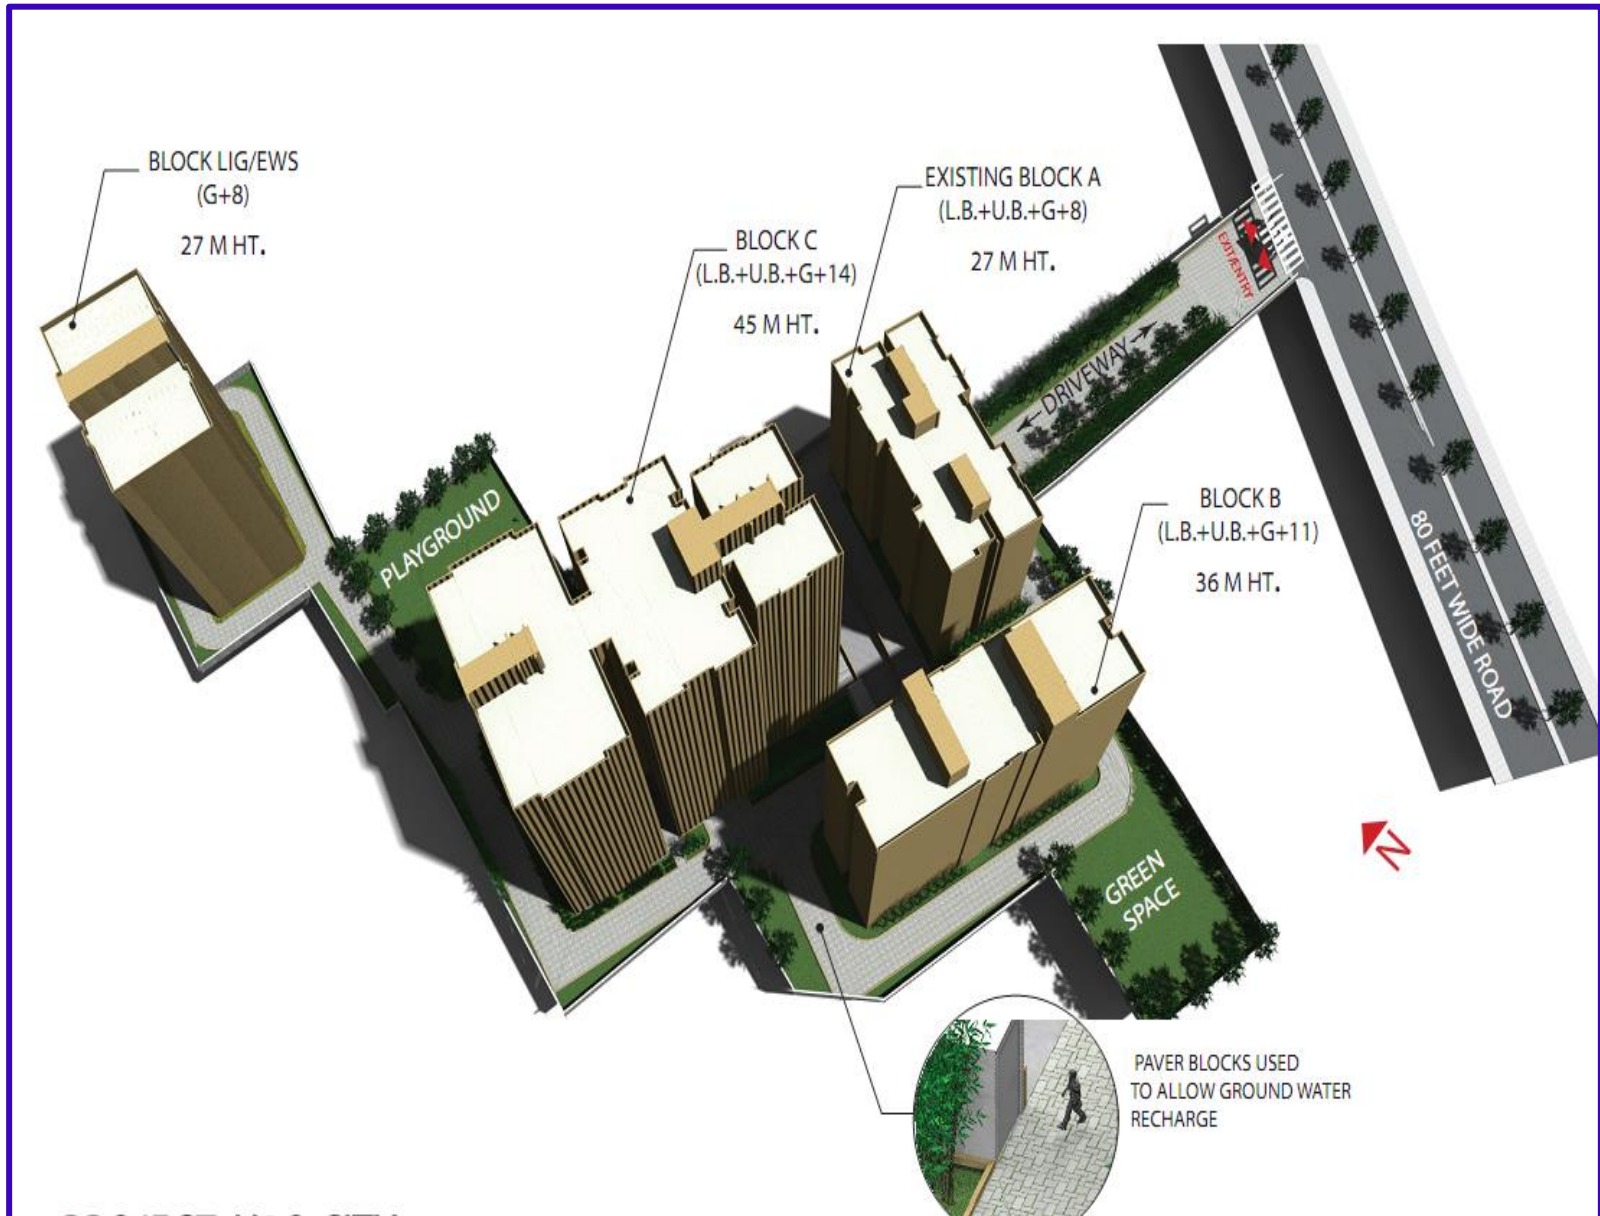 BLOCK LIG/EWS
(G+8)
27 M HT.
BLOCK C
(L.B.+U.B.+G+14)
45 M HT.
EXISTING BLOCK A
(L.B.+U.B.+G+8)
27 M HT.
EXIT/ENTRY
DRIVEWAY
PLAYGROUND
BLOCK B
(L.B.+U.B.+G+11)
36 M HT.
80 FEET WIDE ROAD
N
GREEN
SPACE
PAVER BLOCKS USED
TO ALLOW GROUND WATER
RECHARGE